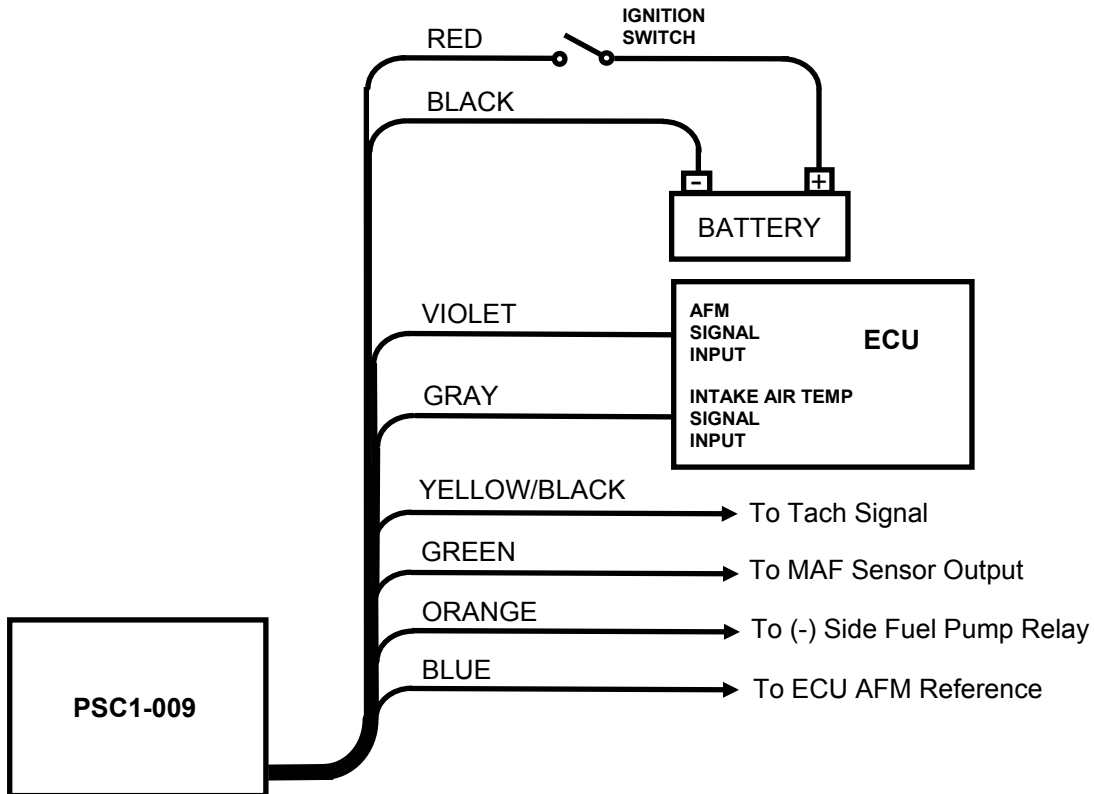 IGNITION
SWITCH
RED
BLACK
-
+
BATTERY
VIOLET
AFM
SIGNAL
INPUT
ECU
GRAY
INTAKE AIR TEMP
SIGNAL
INPUT
YELLOW/BLACK
To Tach Signal
GREEN
To MAF Sensor Output
ORANGE
To (-) Side Fuel Pump Relay
BLUE
To ECU AFM Reference
PSC1-009